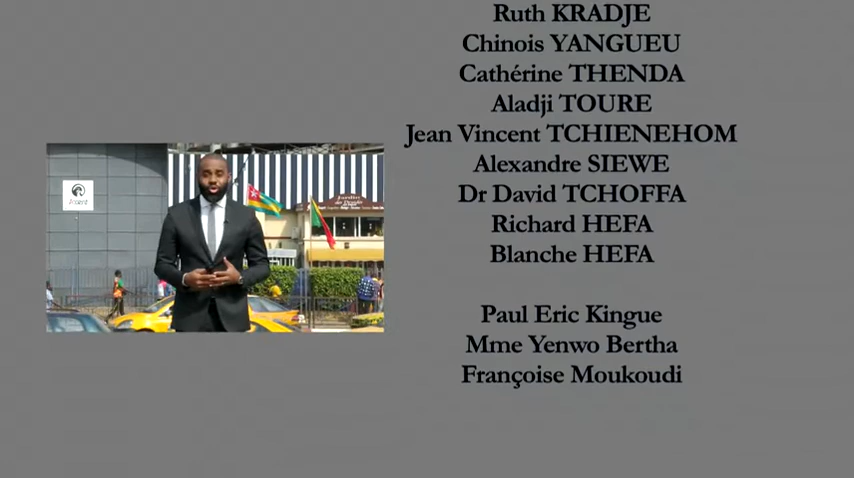 Ruth KRADJE
Chinois YANGUEU
Cathérine THENDA
Aladji TOURE
Jean Vincent TCHIENEHOM
Alexandre SIEWE
Dr David TCHOFFA
Richard HEFA
Blanche HEFA
Paul Eric Kingue
Mme Yenwo Bertha
Françoise Moukoudi